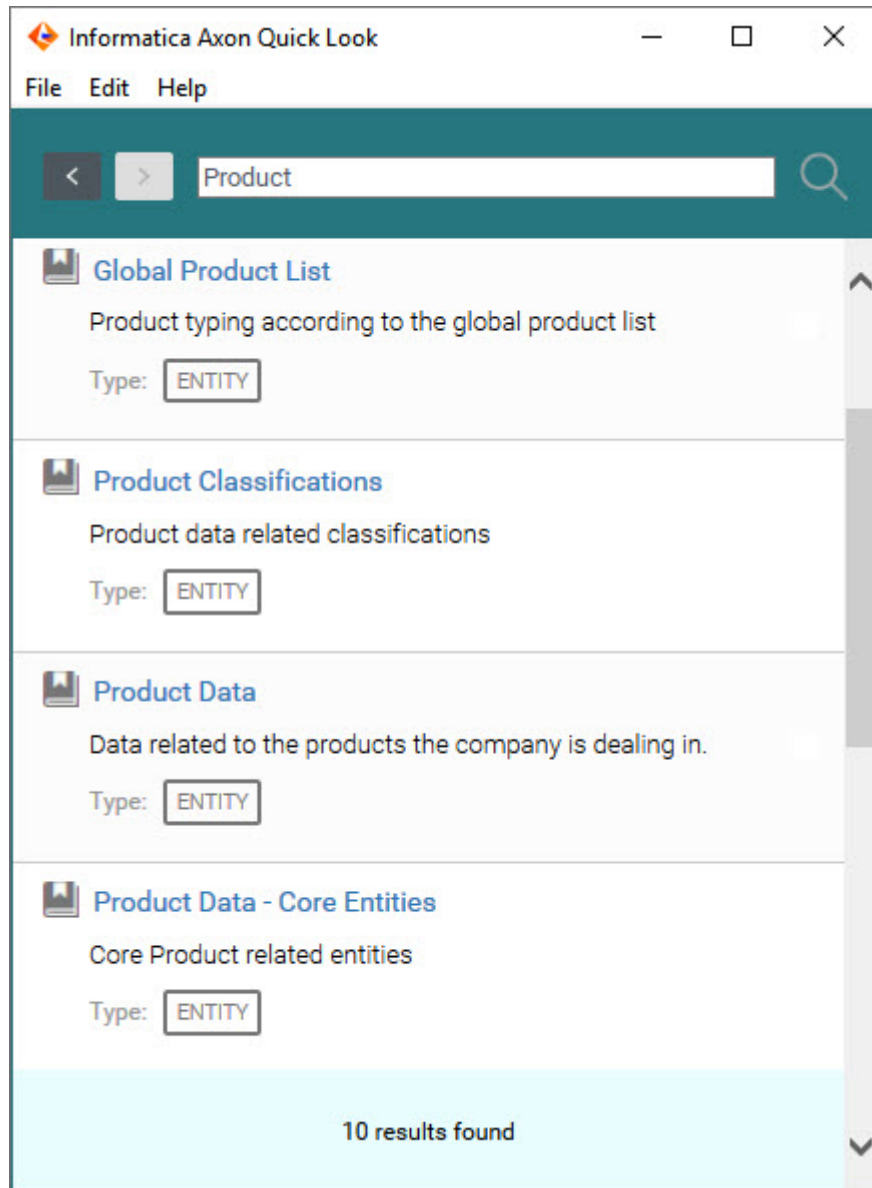 Informatica Axon Quick Look
File Edit Help
< > Product
Global Product List
Product typing according to the global product list
Type: ENTITY
Product Classifications
Product data related classifications
Type: ENTITY
Product Data
Data related to the products the company is dealing in.
Type: ENTITY
Product Data - Core Entities
Core Product related entities
Type: ENTITY
10 results found